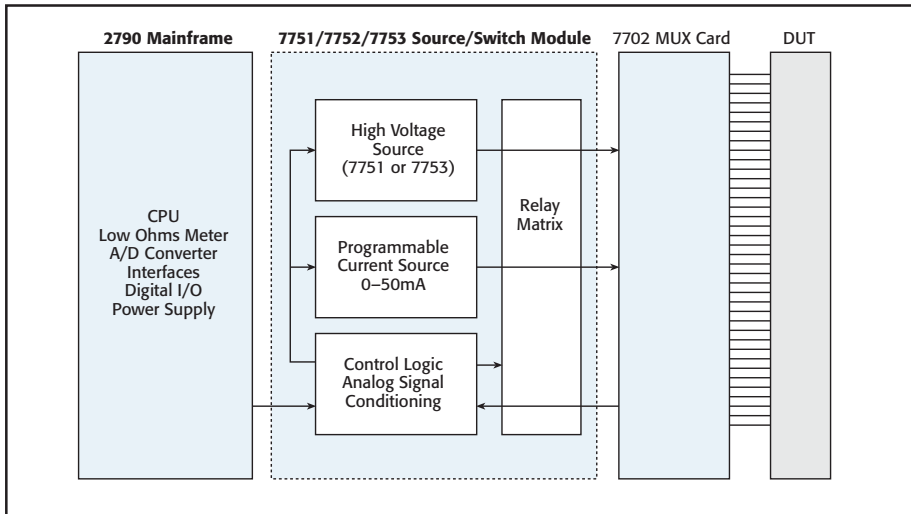 2790 Mainframe
7751/7752/7753 Source/Switch Module
7702 MUX Card
DUT
CPU
Low Ohms Meter
A/D Converter
Interfaces
Digital I/O
Power Supply
High Voltage
Source
(7751 or 7753)
Programmable
Current Source
0–50mA
Control Logic
Analog Signal
Conditioning
Relay
Matrix